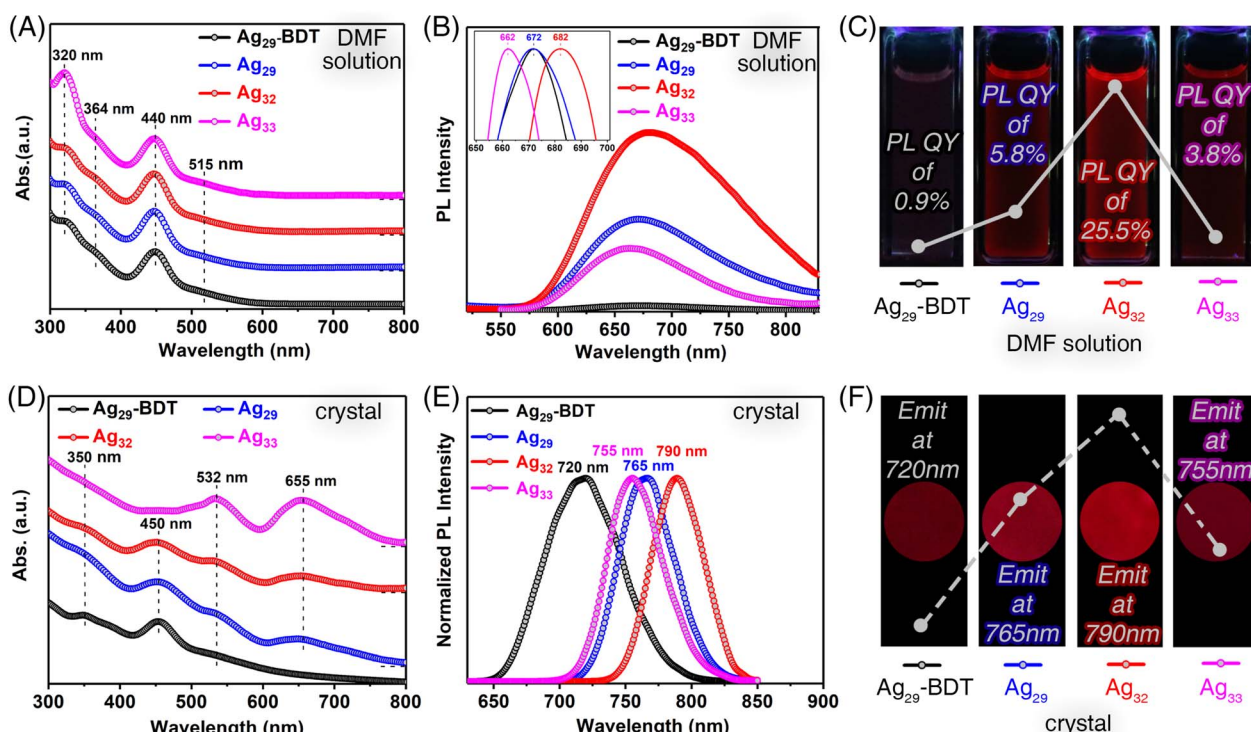 (A)
Ag29-BDT
Ag29
Ag32
Ag33
DMF
solution
320 nm
364 nm
440 nm
515 nm
Abs.(a.u.)
300 400 500 600 700 800
Wavelength (nm)
(B)
662 672 682
650 660 670 680 690 700
Ag29-BDT
Ag29
Ag32
Ag33
DMF
solution
PL Intensity
550 600 650 700 750 800
Wavelength (nm)
(C)
PL QY
of
0.9%
PL QY
of
5.8%
PL QY
of
25.5%
PL QY
of
3.8%
Ag29-BDT Ag29 Ag32 Ag33
DMF solution
(D)
Ag29-BDT Ag29
Ag32 Ag33
crystal
350 nm
450 nm
532 nm
655 nm
Abs. (a.u.)
300 400 500 600 700 800
Wavelength (nm)
(E)
Ag29-BDT
Ag29
Ag32
Ag33
crystal
720 nm
755 nm
765 nm
790 nm
Normalized PL Intensity
650 700 750 800 850 900
Wavelength (nm)
(F)
Emit
at
720nm
Emit
at
765nm
Emit
at
790nm
Emit
at
755nm
Ag29-BDT Ag29 Ag32 Ag33
crystal